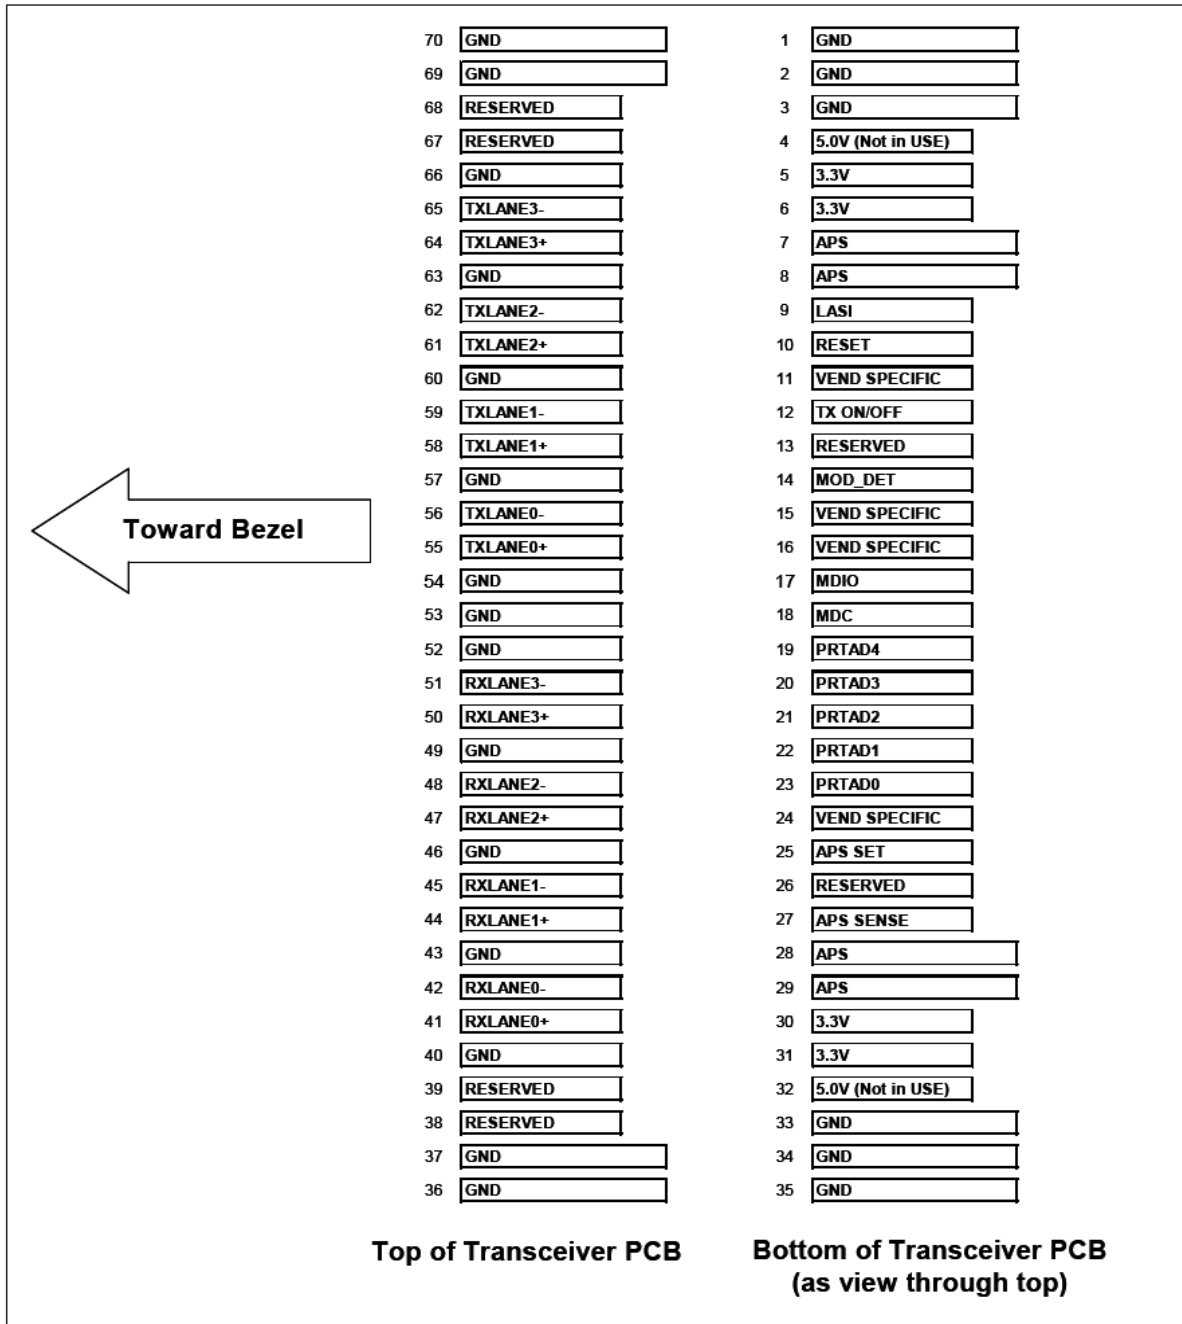 70 GND
69 GND
68 RESERVED
67 RESERVED
66 GND
65 TXLANE3-
64 TXLANE3+
63 GND
62 TXLANE2-
61 TXLANE2+
60 GND
59 TXLANE1-
58 TXLANE1+
57 GND
56 TXLANE0-
55 TXLANE0+
54 GND
53 GND
52 GND
51 RXLANE3-
50 RXLANE3+
49 GND
48 RXLANE2-
47 RXLANE2+
46 GND
45 RXLANE1-
44 RXLANE1+
43 GND
42 RXLANE0-
41 RXLANE0+
40 GND
39 RESERVED
38 RESERVED
37 GND
36 GND
Top of Transceiver PCB
1 GND
2 GND
3 GND
4 5.0V (Not in USE)
5 3.3V
6 3.3V
7 APS
8 APS
9 LASI
10 RESET
11 VEND SPECIFIC
12 TX ON/OFF
13 RESERVED
14 MOD_DET
15 VEND SPECIFIC
16 VEND SPECIFIC
17 MDIO
18 MDC
19 PRTAD4
20 PRTAD3
21 PRTAD2
22 PRTAD1
23 PRTAD0
24 VEND SPECIFIC
25 APS SET
26 RESERVED
27 APS SENSE
28 APS
29 APS
30 3.3V
31 3.3V
32 5.0V (Not in USE)
33 GND
34 GND
35 GND
Bottom of Transceiver PCB
(as view through top)
Toward Bezel